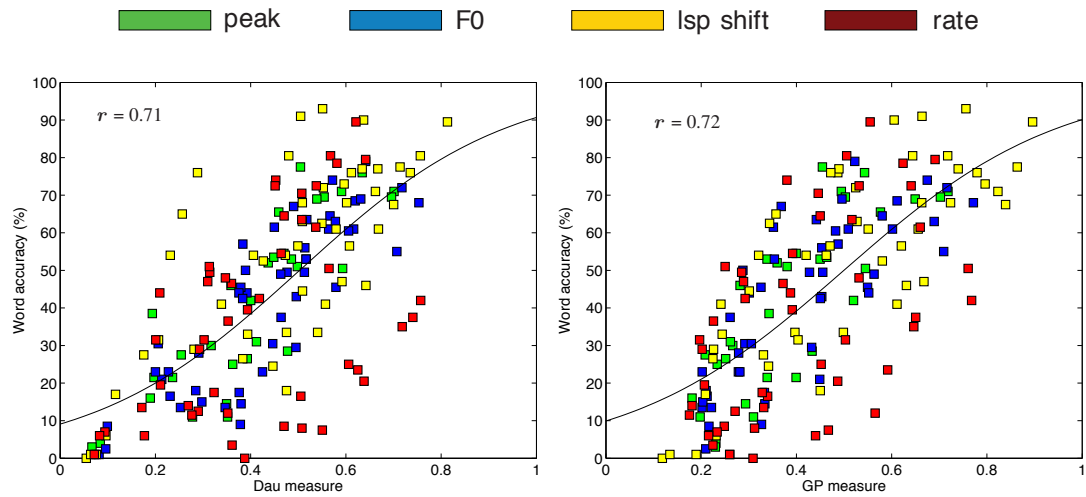 peak F0 lsp shift rate
r = 0.71
Word accuracy (%)
100
90
80
70
60
50
40
30
20
10
0
0 0.2 0.4 0.6 0.8 1
Dau measure
r = 0.72
Word accuracy (%)
100
90
80
70
60
50
40
30
20
10
0
0 0.2 0.4 0.6 0.8 1
GP measure